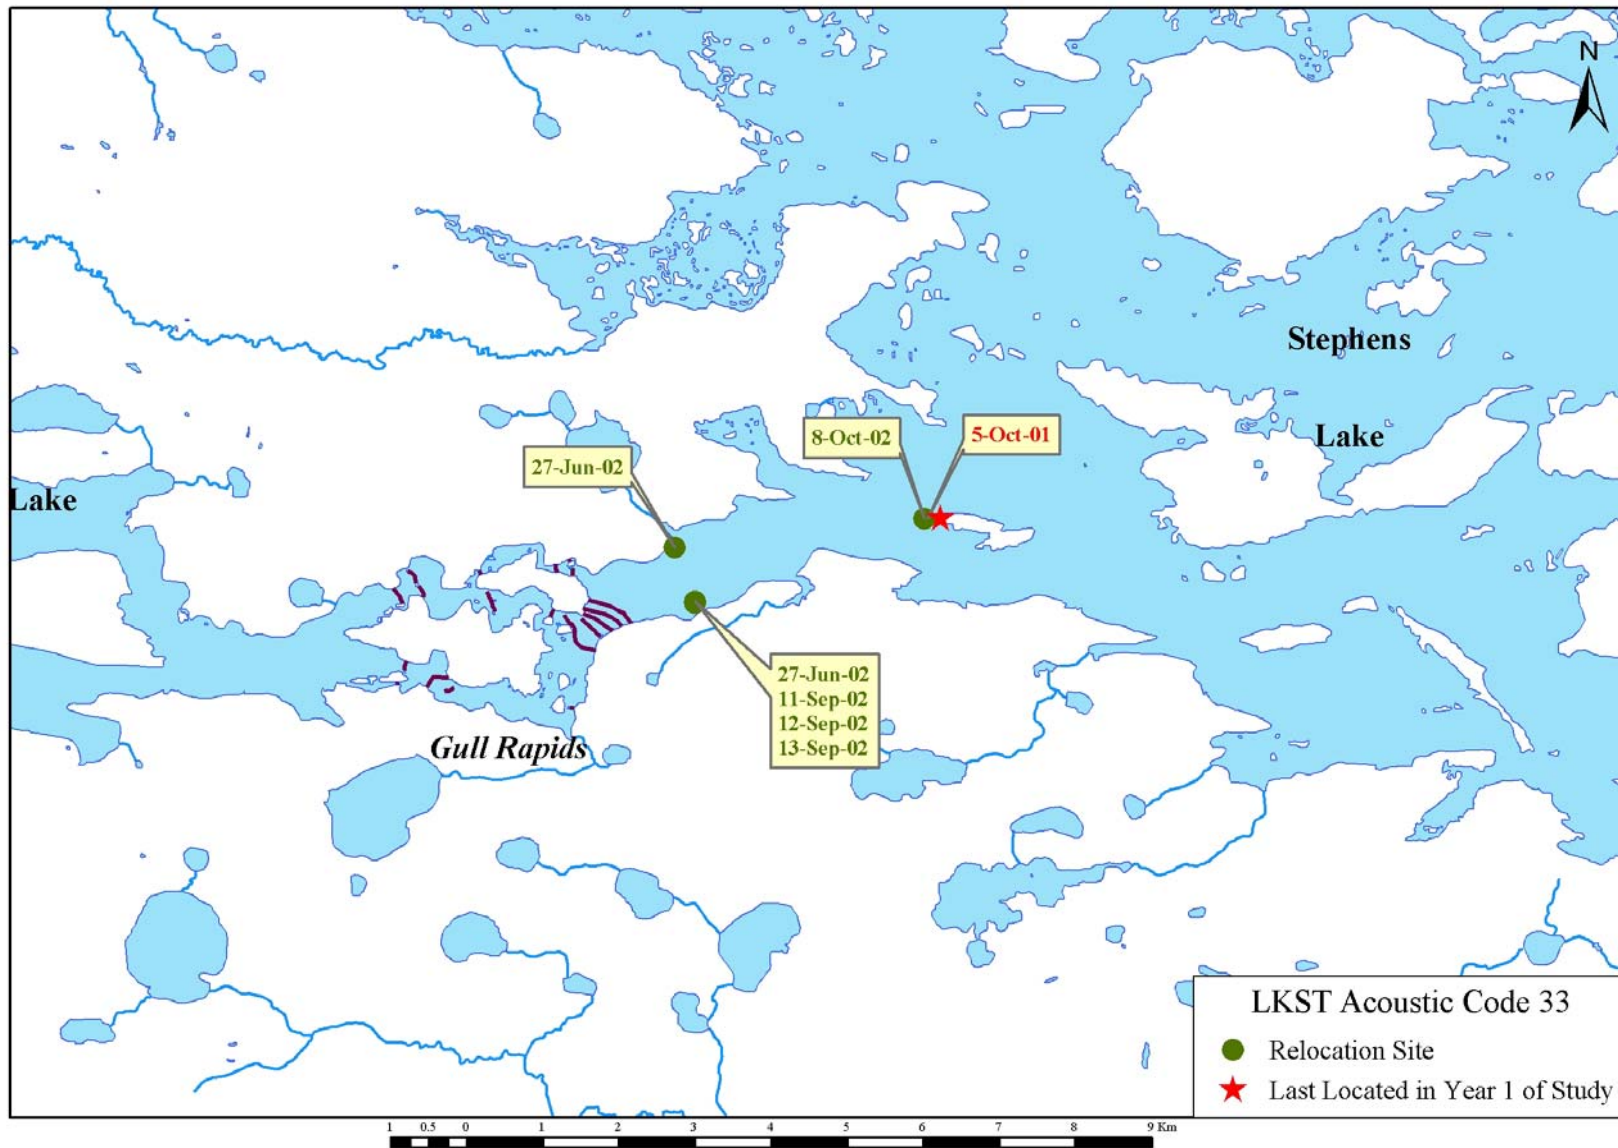 N
Stephens
Lake
8-Oct-02
5-Oct-01
27-Jun-02
Lake
27-Jun-02
11-Sep-02
12-Sep-02
13-Sep-02
Gull Rapids
LKST Acoustic Code 33
Relocation Site
Last Located in Year 1 of Study
1 0.5 0 1 2 3 4 5 6 7 8 9 Km